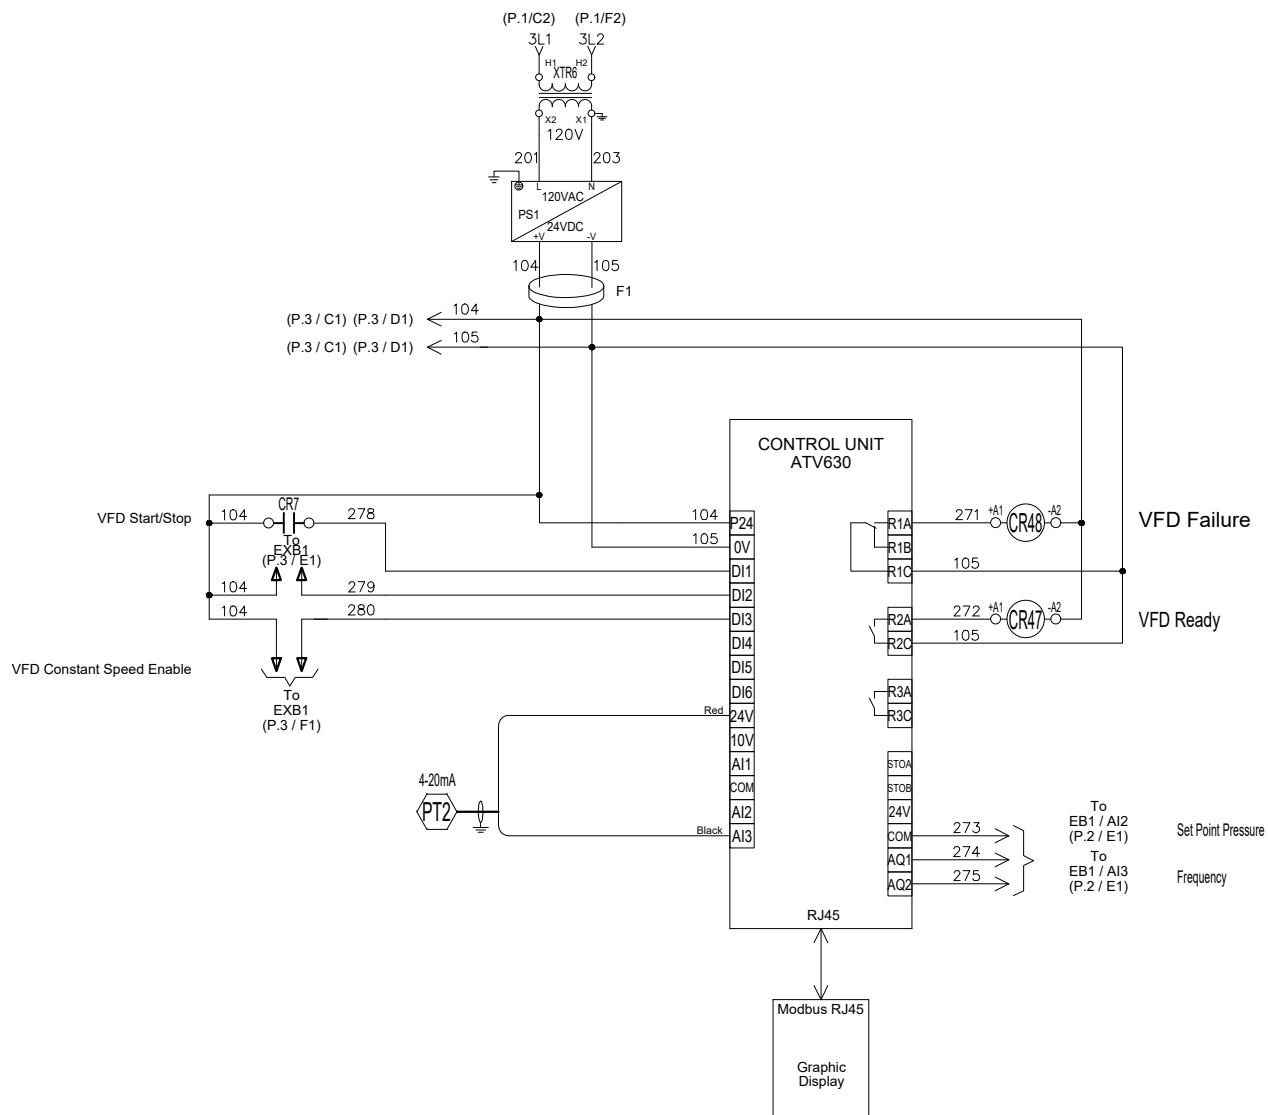 (P.1/C2) (P.1/F2)
3L1 3L2
H1 H2
XTR6
X2 X1
120V
201 203
L N
120VAC
PS1
24VDC
+V -V
104 105
F1
(P.3 / C1) (P.3 / D1) 104
(P.3 / C1) (P.3 / D1) 105
CONTROL UNIT
ATV630
VFD Start/Stop
104 CR7 278
To
EXB1
(P.3 / E1)
104 279
104 280
VFD Constant Speed Enable
To
EXB1
(P.3 / F1)
104 P24
105 0V
DI1
DI2
DI3
DI4
DI5
DI6
Red 24V
10V
AI1
COM
AI2
Black AI3
4-20mA
PT2
R1A 271 +A1 CR48 -A2 VFD Failure
R1B
R1C 105
R2A 272 +A1 CR47 -A2 VFD Ready
R2C 105
R3A
R3C
STOA
STOB
24V
COM 273
AQ1 274
AQ2 275
To
EB1 / AI2
(P.2 / E1)
Set Point Pressure
To
EB1 / AI3
(P.2 / E1)
Frequency
RJ45
Modbus RJ45
Graphic
Display